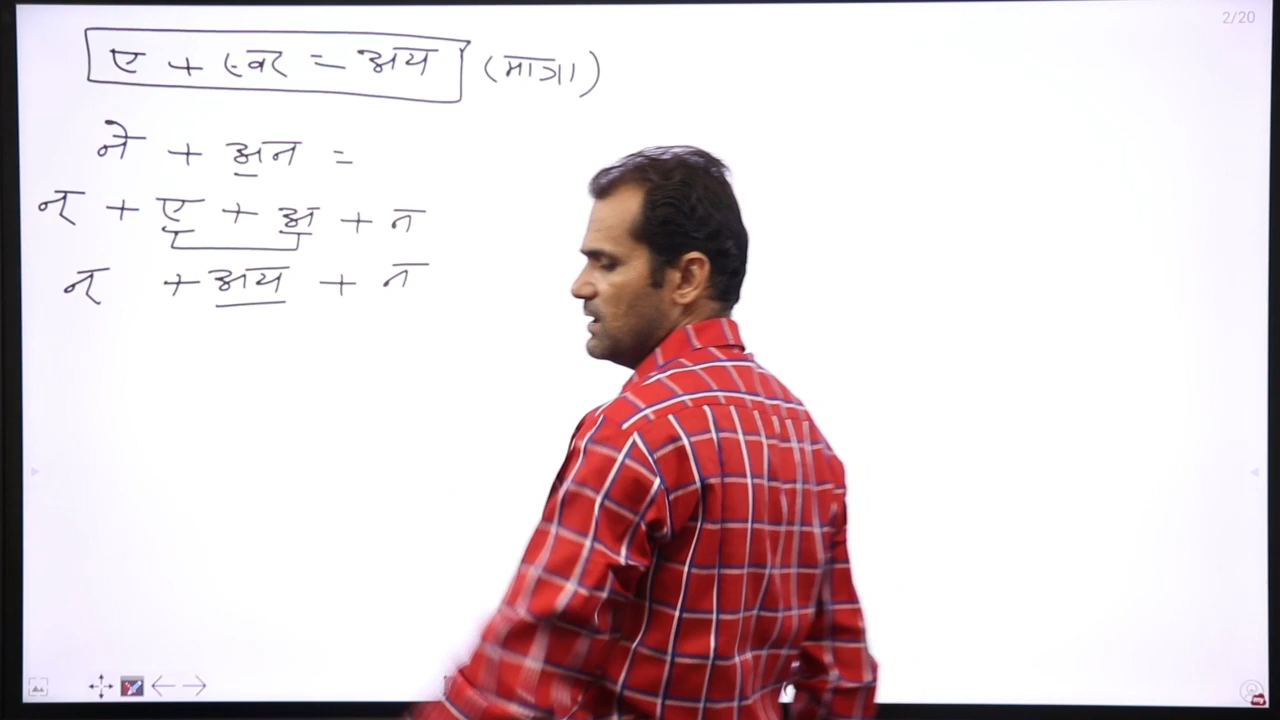 2/20
ए + स्वर = अय (मात्रा)
ने + अन =
न् + ए + अ + न
न् + अय + न